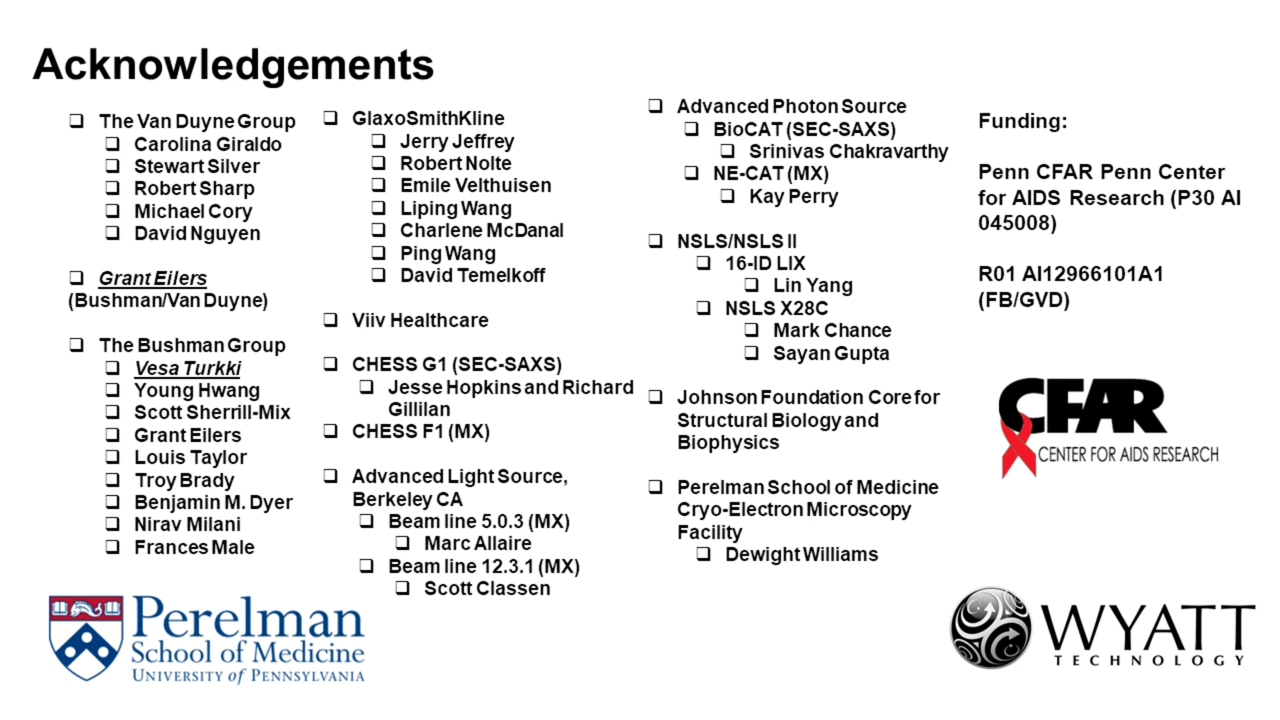 Acknowledgements
❑ The Van Duyne Group
❑ Carolina Giraldo
❑ Stewart Silver
❑ Robert Sharp
❑ Michael Cory
❑ David Nguyen
❑ Grant Eilers
(Bushman/Van Duyne)
❑ The Bushman Group
❑ Vesa Turkki
❑ Young Hwang
❑ Scott Sherrill-Mix
❑ Grant Eilers
❑ Louis Taylor
❑ Troy Brady
❑ Benjamin M. Dyer
❑ Nirav Milani
❑ Frances Male
❑ GlaxoSmithKline
❑ Jerry Jeffrey
❑ Robert Nolte
❑ Emile Velthuisen
❑ Liping Wang
❑ Charlene McDanal
❑ Ping Wang
❑ David Temelkoff
❑ Viiv Healthcare
❑ CHESS G1 (SEC-SAXS)
❑ Jesse Hopkins and Richard
Gillilan
❑ CHESS F1 (MX)
❑ Advanced Light Source,
Berkeley CA
❑ Beam line 5.0.3 (MX)
❑ Marc Allaire
❑ Beam line 12.3.1 (MX)
❑ Scott Classen
❑ Advanced Photon Source
❑ BioCAT (SEC-SAXS)
❑ Srinivas Chakravarthy
❑ NE-CAT (MX)
❑ Kay Perry
❑ NSLS/NSLS II
❑ 16-ID LIX
❑ Lin Yang
❑ NSLS X28C
❑ Mark Chance
❑ Sayan Gupta
❑ Johnson Foundation Core for
Structural Biology and
Biophysics
❑ Perelman School of Medicine
Cryo-Electron Microscopy
Facility
❑ Dewight Williams
Funding:
Penn CFAR Penn Center
for AIDS Research (P30 AI
045008)
R01 AI12966101A1
(FB/GVD)
CFAR
CENTER FOR AIDS RESEARCH
Perelman
School of Medicine
UNIVERSITY of PENNSYLVANIA
WYATT
TECHNOLOGY